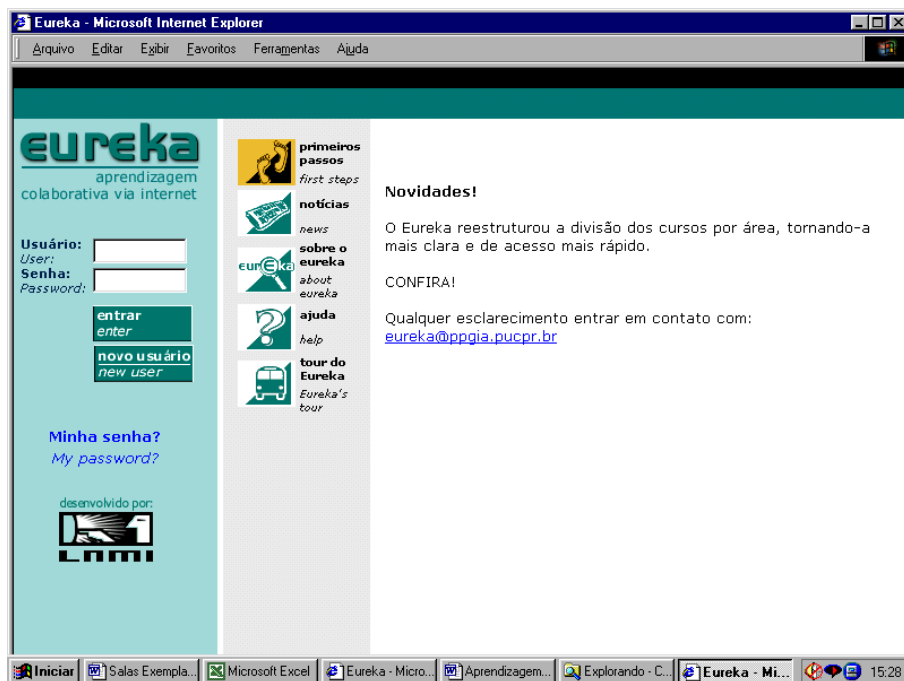 Eureka - Microsoft Internet Explorer
Arquivo Editar Exibir Favoritos Ferramentas Ajuda
eureka
aprendizagem
colaborativa via internet
Usuário:
User:
Senha:
Password:
entrar
enter
novo usuário
new user
Minha senha?
My password?
desenvolvido por:
LAMI
primeiros
passos
first steps
notícias
news
eureka
sobre o
eureka
about
eureka
ajuda
help
tour do
Eureka
Eureka's
tour
Novidades!
O Eureka reestruturou a divisão dos cursos por área, tornando-a
mais clara e de acesso mais rápido.
CONFIRA!
Qualquer esclarecimento entrar em contato com:
eureka@ppgia.pucpr.br
Iniciar Salas Exempla... Microsoft Excel Eureka - Micro... Aprendizagem... Explorando - C... Eureka - Mi... 15:28